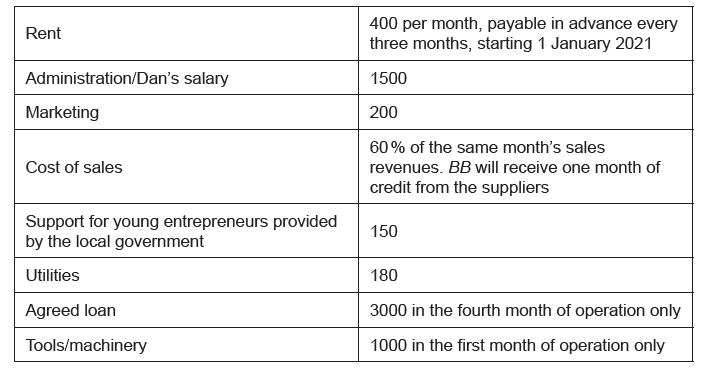 Rent
400 per month, payable in advance every
three months, starting 1 January 2021
Administration/Dan's salary
1500
Marketing
200
Cost of sales
60 % of the same month's sales
revenues. BB will receive one month of
credit from the suppliers
Support for young entrepreneurs provided
by the local government
150
Utilities
180
Agreed loan
3000 in the fourth month of operation only
Tools/machinery
1000 in the first month of operation only